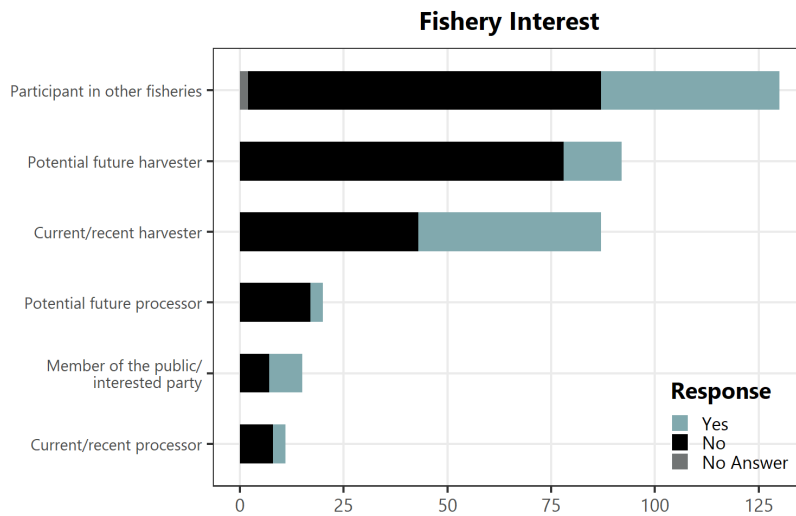 Fishery Interest
Participant in other fisheries
Potential future harvester
Current/recent harvester
Potential future processor
Member of the public/
interested party
Current/recent processor
Response
Yes
No
No Answer
0 25 50 75 100 125